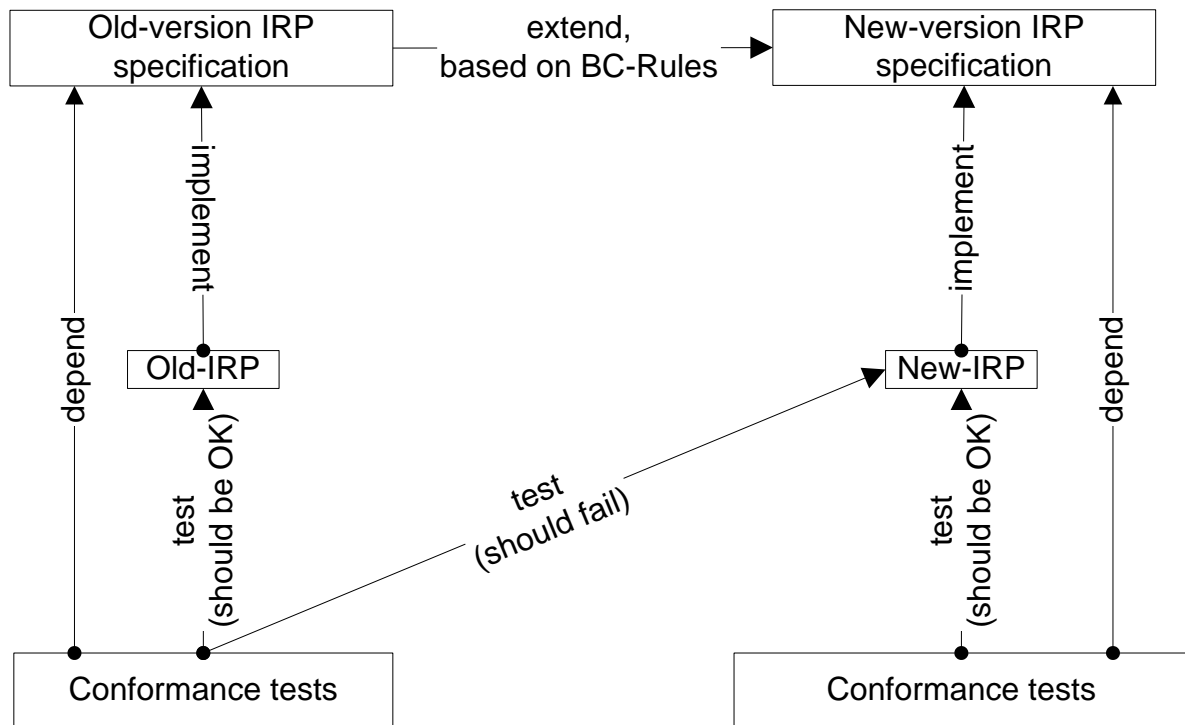 Old-version IRP
specification
extend,
based on BC-Rules
New-version IRP
specification
implement
implement
depend
depend
Old-IRP
New-IRP
test
(should be OK)
test
(should fail)
test
(should be OK)
Conformance tests
Conformance tests